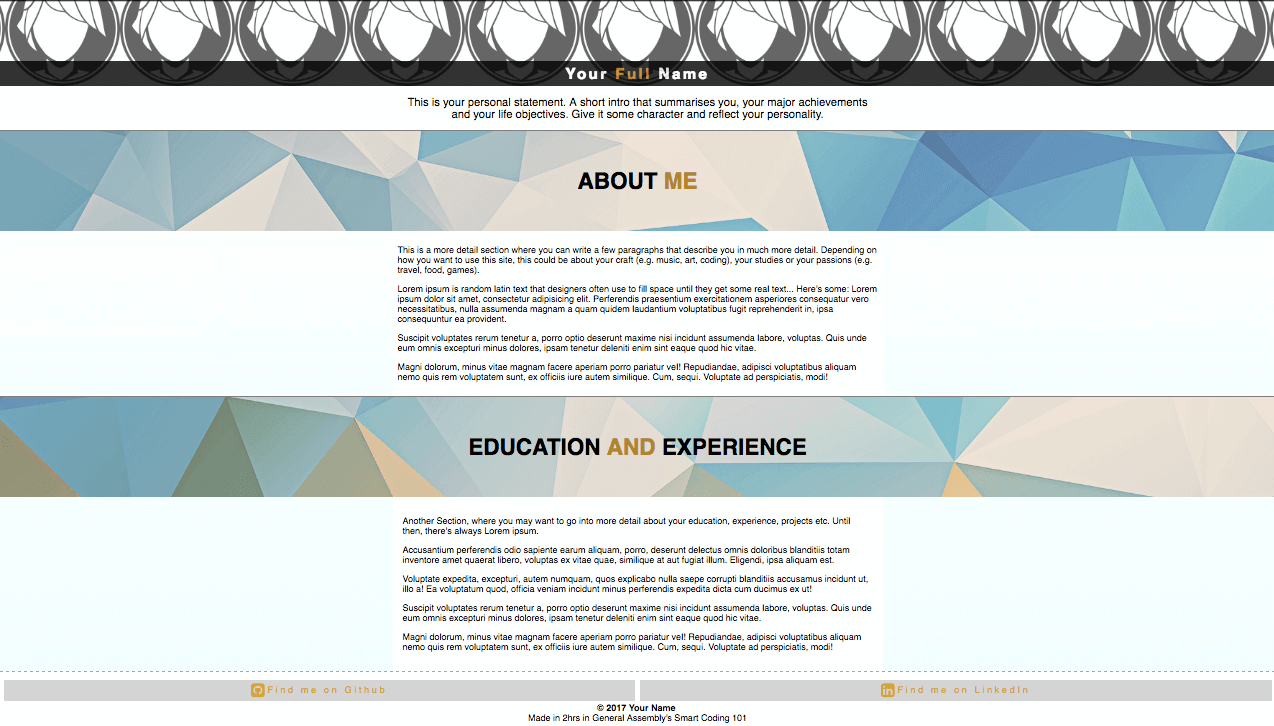 Your Full Name
This is your personal statement. A short intro that summarises you, your major achievements
and your life objectives. Give it some character and reflect your personality.
ABOUT ME
This is a more detail section where you can write a few paragraphs that describe you in much more detail. Depending on
how you want to use this site, this could be about your craft (e.g. music, art, coding), your studies or your passions (e.g.
travel, food, games).
Lorem ipsum is random latin text that designers often use to fill space until they get some real text... Here's some: Lorem
ipsum dolor sit amet, consectetur adipisicing elit. Perferendis praesentium exercitationem asperiores consequatur vero
necessitatibus, nulla assumenda magnam a quam quidem laudantium voluptatibus fugit reprehenderit in, ipsa
consequuntur ea provident.
Suscipit voluptates rerum tenetur a, porro optio deserunt maxime nisi incidunt assumenda labore, voluptas. Quis unde
eum omnis excepturi minus dolores, ipsam tenetur deleniti enim sint eaque quod hic vitae.
Magni dolorum, minus vitae magnam facere aperiam porro pariatur vel! Repudiandae, adipisci voluptatibus aliquam
nemo quis rem voluptatem sunt, ex officiis iure autem similique. Cum, sequi. Voluptate ad perspiciatis, modi!
EDUCATION AND EXPERIENCE
Another Section, where you may want to go into more detail about your education, experience, projects etc. Until
then, there's always Lorem ipsum.
Accusantium perferendis odio sapiente earum aliquam, porro, deserunt delectus omnis doloribus blanditiis totam
inventore amet quaerat libero, voluptas ex vitae quae, similique at aut fugiat illum. Eligendi, ipsa aliquam est.
Voluptate expedita, excepturi, autem numquam, quos explicabo nulla saepe corrupti blanditiis accusamus incidunt ut,
illo a! Ea voluptatum quod, officia veniam incidunt minus perferendis expedita dicta cum ducimus ex ut!
Suscipit voluptates rerum tenetur a, porro optio deserunt maxime nisi incidunt assumenda labore, voluptas. Quis unde
eum omnis excepturi minus dolores, ipsam tenetur deleniti enim sint eaque quod hic vitae.
Magni dolorum, minus vitae magnam facere aperiam porro pariatur vel! Repudiandae, adipisci voluptatibus aliquam
nemo quis rem voluptatem sunt, ex officiis iure autem similique. Cum, sequi. Voluptate ad perspiciatis, modi!
Find me on Github
Find me on LinkedIn
© 2017 Your Name
Made in 2hrs in General Assembly's Smart Coding 101